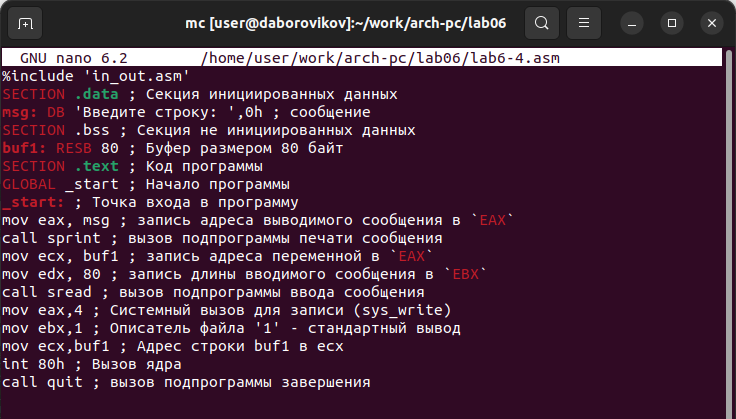 mc [user@daborovikov]:~/work/arch-pc/lab06
GNU nano 6.2 /home/user/work/arch-pc/lab06/lab6-4.asm
%include 'in_out.asm'
SECTION .data ; Секция инициированных данных
msg: DB 'Введите строку: ',0h ; сообщение
SECTION .bss ; Секция не инициированных данных
buf1: RESB 80 ; Буфер размером 80 байт
SECTION .text ; Код программы
GLOBAL _start ; Начало программы
_start: ; Точка входа в программу
mov eax, msg ; запись адреса выводимого сообщения в `EAX`
call sprint ; вызов подпрограммы печати сообщения
mov ecx, buf1 ; запись адреса переменной в `EAX`
mov edx, 80 ; запись длины вводимого сообщения в `EBX`
call sread ; вызов подпрограммы ввода сообщения
mov eax,4 ; Системный вызов для записи (sys_write)
mov ebx,1 ; Описатель файла '1' - стандартный вывод
mov ecx,buf1 ; Адрес строки buf1 в ecx
int 80h ; Вызов ядра
call quit ; вызов подпрограммы завершения